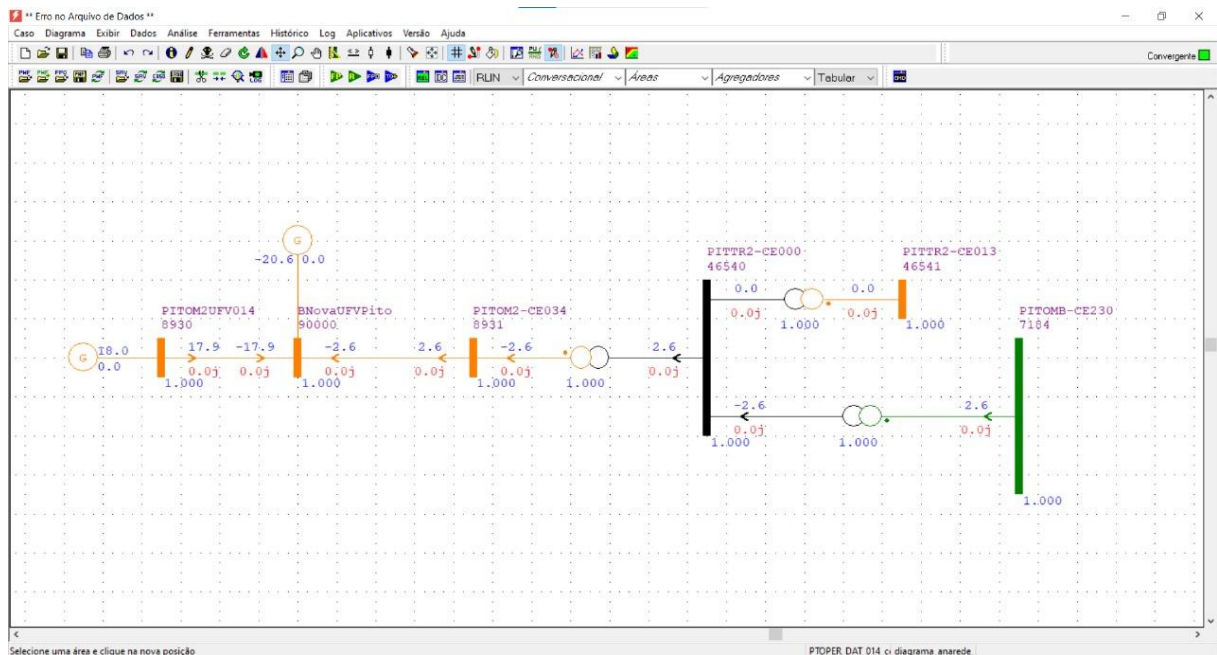 ** Erro no Arquivo de Dados **
Caso Diagrama Exibir Dados Análise Ferramentas Histórico Log Aplicativos Versão Ajuda
Convergente
RLIN Conversacional Áreas Agregadores Tabular
G
-20.6 0.0
PITTR2-CE000
46540
PITTR2-CE013
46541
0.0 0.0
0.0j 0.0j
1.000 1.000
PITOM2UFV014
8930
BNovaUFVPito
90000
PITOM2-CE034
8931
PITOMB-CE230
7184
G 18.0 17.9 -17.9 -2.6 2.6 -2.6 2.6
0.0 0.0j 0.0j 0.0j 0.0j 0.0j 0.0j
1.000 1.000 1.000 1.000
-2.6 2.6
0.0j 0.0j
1.000 1.000
1.000
Selecione uma área e clique na nova posição
PTOPER_DAT_014_c diagrama anarede